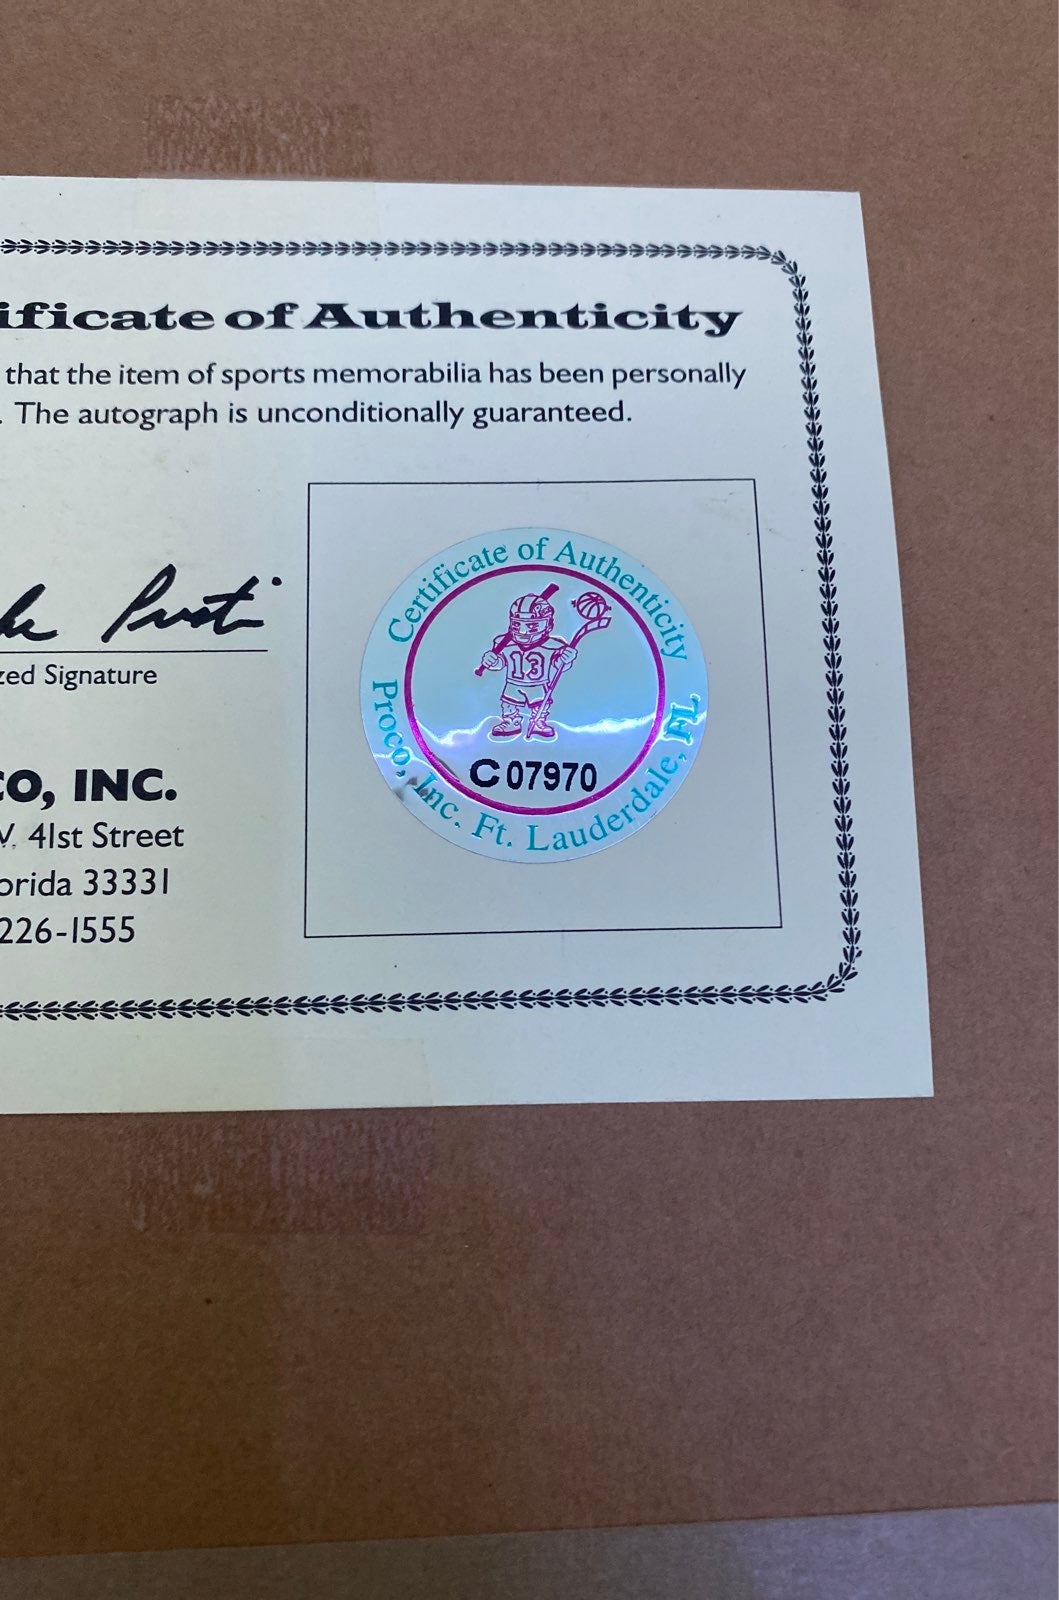 ificate of Authenticity
that the item of sports memorabilia has been personally
. The autograph is unconditionally guaranteed.
zed Signature
CO, INC.
41st Street
orida 33331
226-1555
Certificate of Authenticity
13
C 07970
Proco, Inc. Ft. Lauderdale, FL